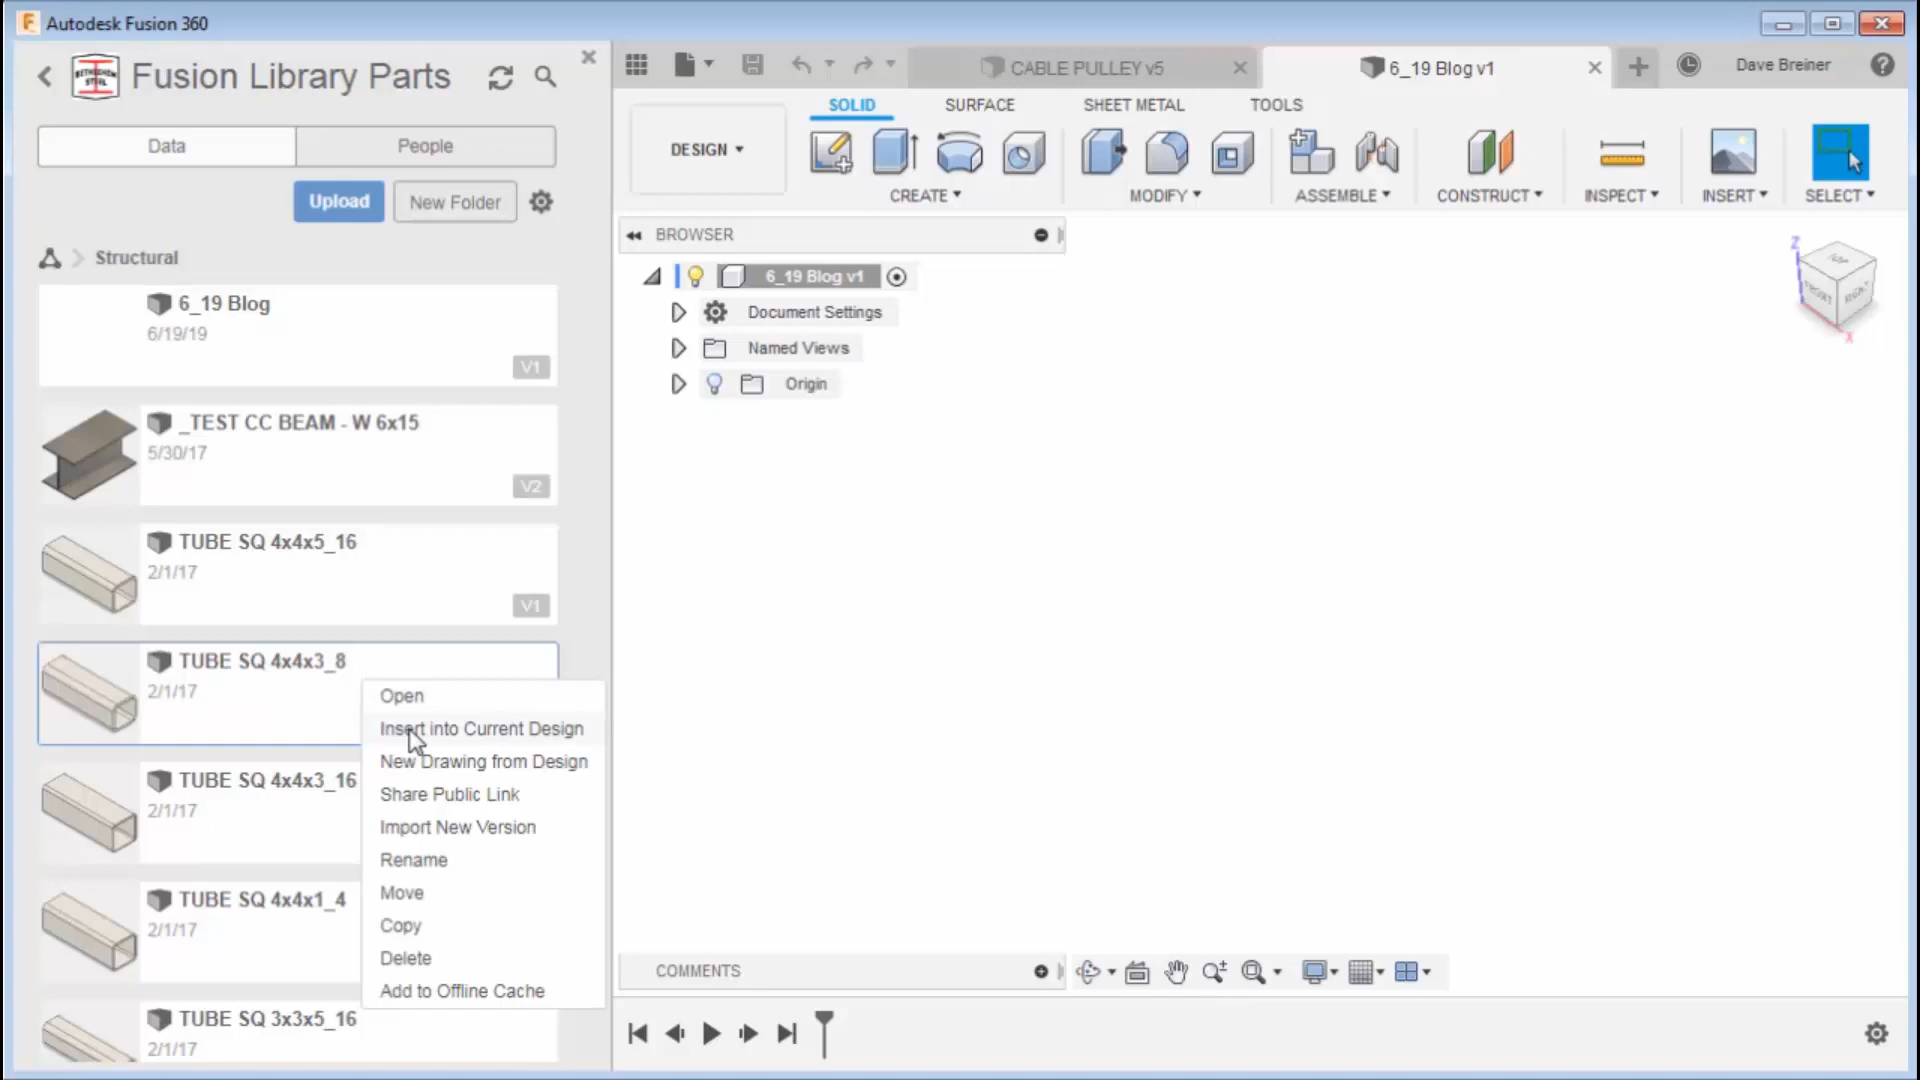 Autodesk Fusion 360
BETHLEHEM
STEEL
Fusion Library Parts
Data
People
Upload
New Folder
Structural
6_19 Blog
6/19/19
V1
_TEST CC BEAM - W 6x15
5/30/17
V2
TUBE SQ 4x4x5_16
2/1/17
V1
TUBE SQ 4x4x3_8
2/1/17
TUBE SQ 4x4x3_16
2/1/17
TUBE SQ 4x4x1_4
2/1/17
TUBE SQ 3x3x5_16
2/1/17
Open
Insert into Current Design
New Drawing from Design
Share Public Link
Import New Version
Rename
Move
Copy
Delete
Add to Offline Cache
CABLE PULLEY v5
6_19 Blog v1
Dave Breiner
DESIGN
SOLID
SURFACE
SHEET METAL
TOOLS
CREATE
MODIFY
ASSEMBLE
CONSTRUCT
INSPECT
INSERT
SELECT
BROWSER
6_19 Blog v1
Document Settings
Named Views
Origin
Z
TOP
FRONT
RIGHT
X
COMMENTS